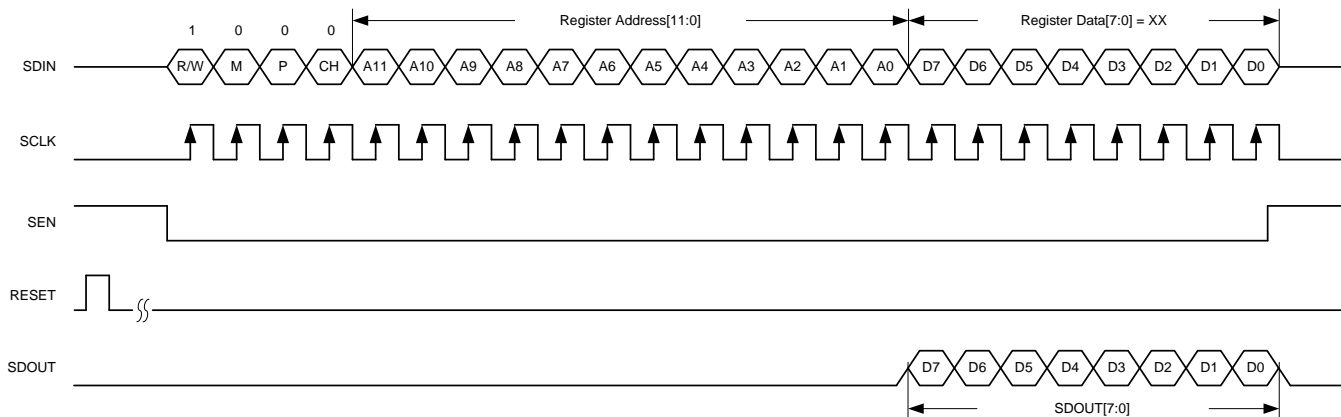 1 0 0 0 Register Address[11:0] Register Data[7:0] = XX
SDIN R/W M P CH A11 A10 A9 A8 A7 A6 A5 A4 A3 A2 A1 A0 D7 D6 D5 D4 D3 D2 D1 D0
SCLK
SEN
RESET
SDOUT D7 D6 D5 D4 D3 D2 D1 D0
SDOUT[7:0]